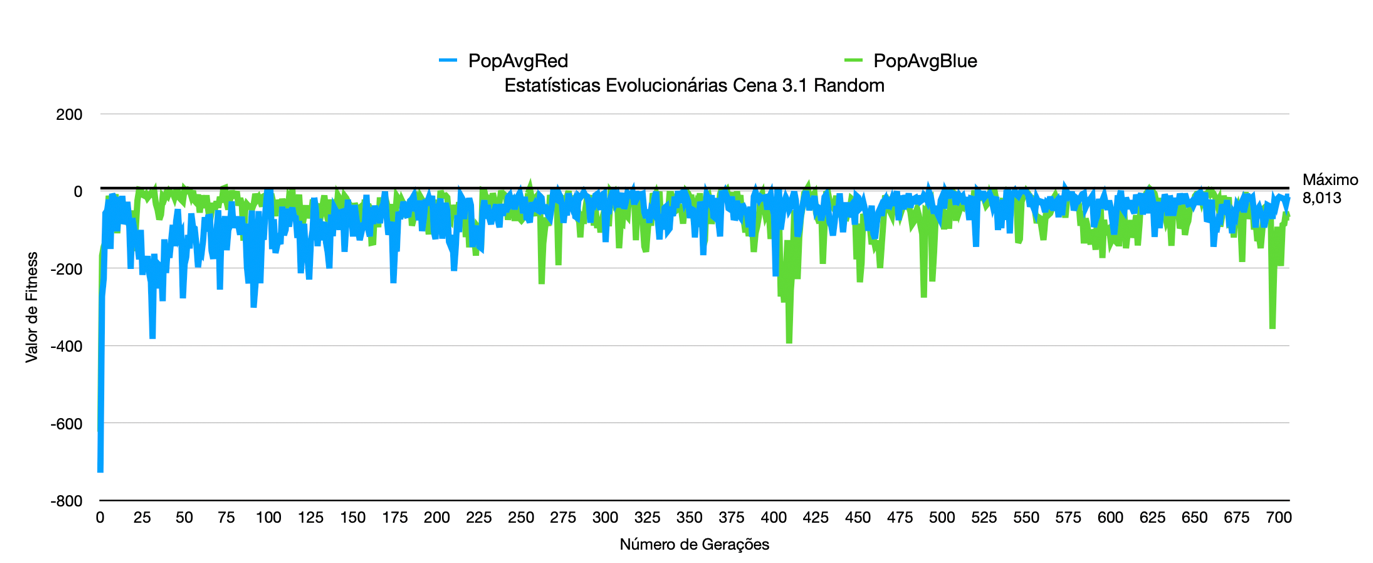 PopAvgRed PopAvgBlue
Estatísticas Evolucionárias Cena 3.1 Random
200
0
-200
-400
-600
-800
Valor de Fitness
Máximo
8,013
0 25 50 75 100 125 150 175 200 225 250 275 300 325 350 375 400 425 450 475 500 525 550 575 600 625 650 675 700
Número de Gerações